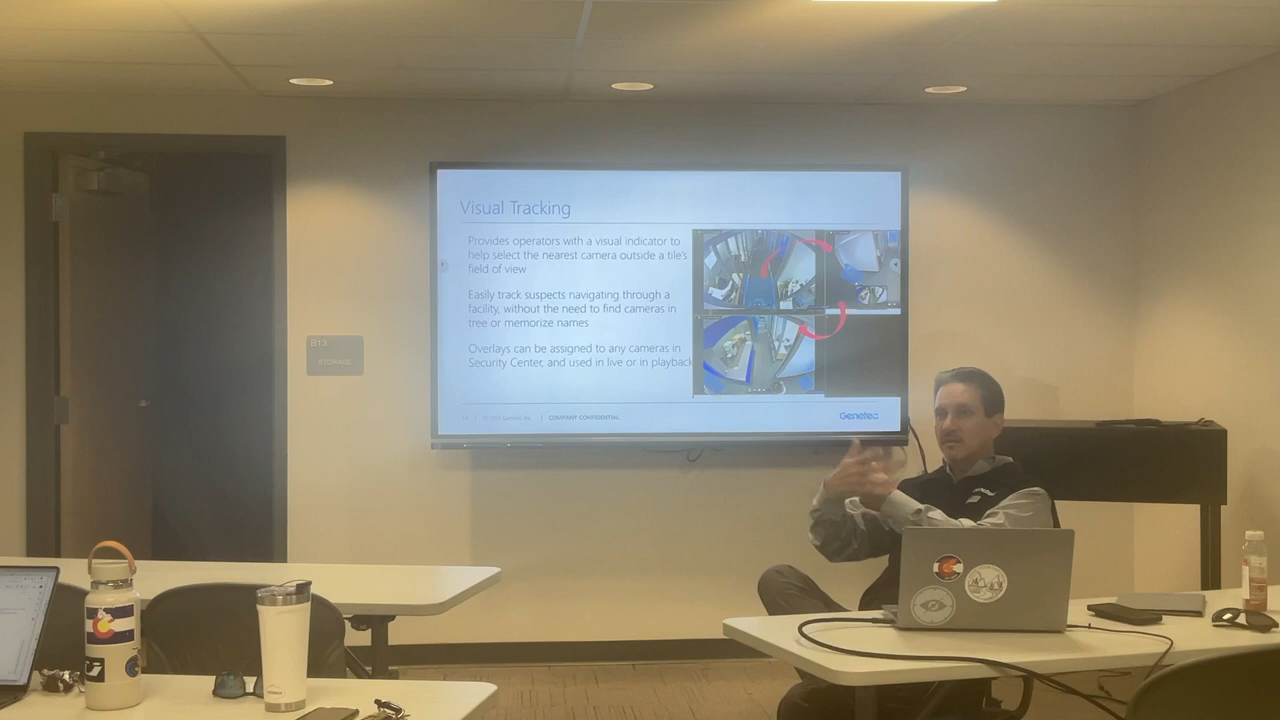 Visual Tracking
Provides operators with a visual indicator to
help select the nearest camera outside a tile's
field of view
Easily track suspects navigating through a
facility, without the need to find cameras in
tree or memorize names
Overlays can be assigned to any cameras in
Security Center, and used in live or in playback
COMPANY CONFIDENTIAL
Genetec
B13
STORAGE